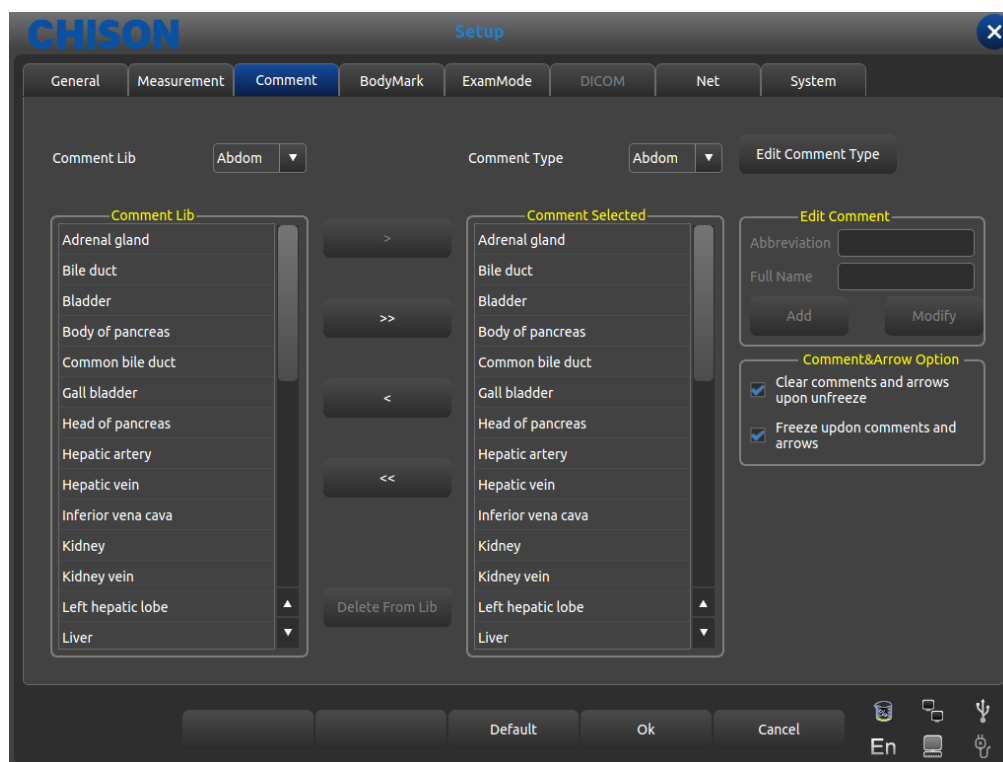 CHISON
Setup
General Measurement Comment BodyMark ExamMode DICOM Net System
Comment Lib Abdom Comment Type Abdom Edit Comment Type
Comment Lib
Adrenal gland
Bile duct
Bladder
Body of pancreas
Common bile duct
Gall bladder
Head of pancreas
Hepatic artery
Hepatic vein
Inferior vena cava
Kidney
Kidney vein
Left hepatic lobe
Liver
>
>>
<
<<
Delete From Lib
Comment Selected
Adrenal gland
Bile duct
Bladder
Body of pancreas
Common bile duct
Gall bladder
Head of pancreas
Hepatic artery
Hepatic vein
Inferior vena cava
Kidney
Kidney vein
Left hepatic lobe
Liver
Edit Comment
Abbreviation
Full Name
Add Modify
Comment&Arrow Option
Clear comments and arrows
upon unfreeze
Freeze updon comments and
arrows
Default Ok Cancel
En